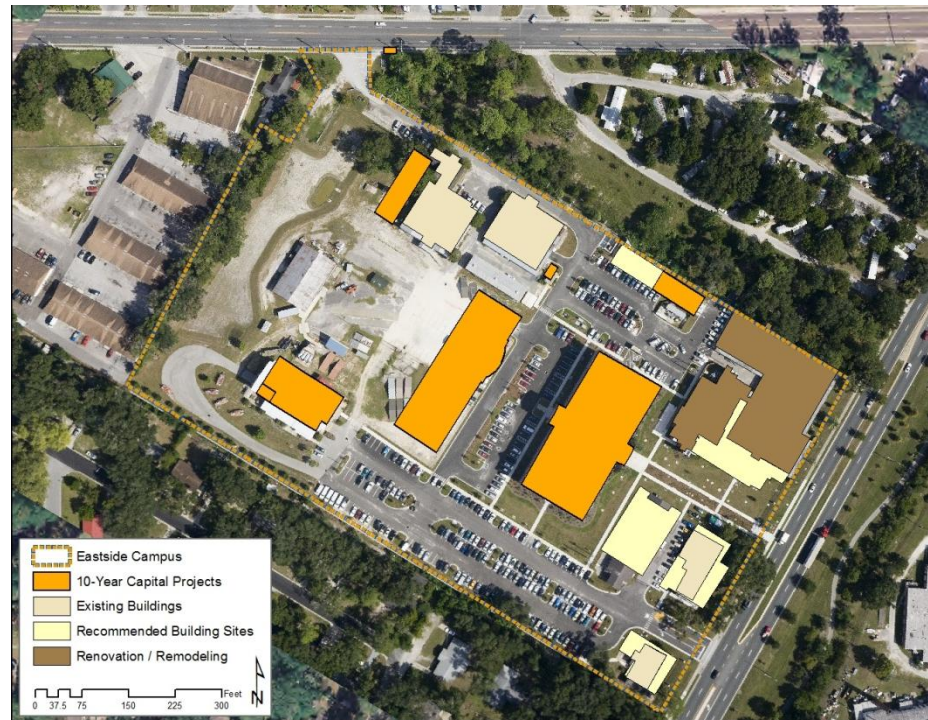 Eastside Campus
10-Year Capital Projects
Existing Buildings
Recommended Building Sites
Renovation / Remodeling
0 37.5 75 150 225 300 Feet
N